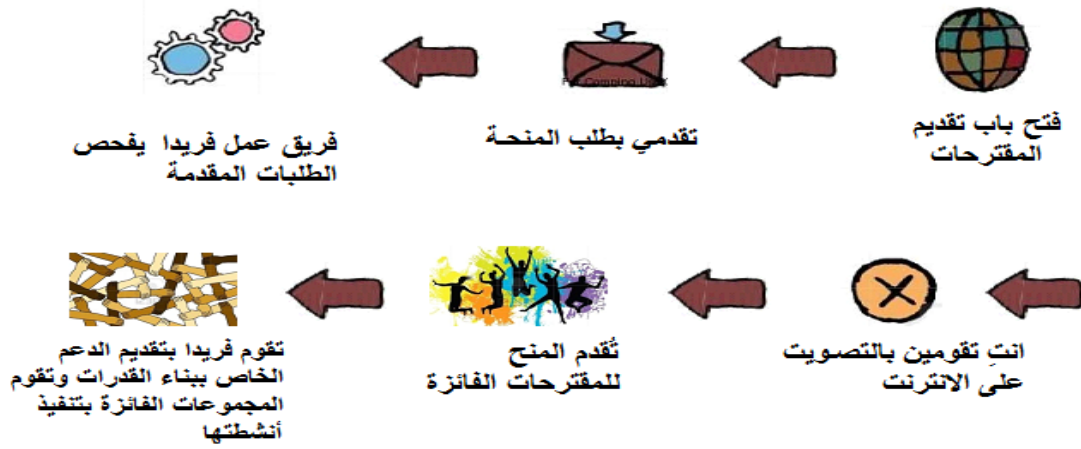 فتح باب تقديم
المقترحات
تقدمي بطلب المنحة
فريق عمل فريدا يفحص
الطلبات المقدمة
انتِ تقومين بالتصويت
على الانترنت
تُقدم المنح
للمقترحات الفائزة
تقوم فريدا بتقديم الدعم
الخاص ببناء القدرات وتقوم
المجموعات الفائزة بتنفيذ
أنشطتها